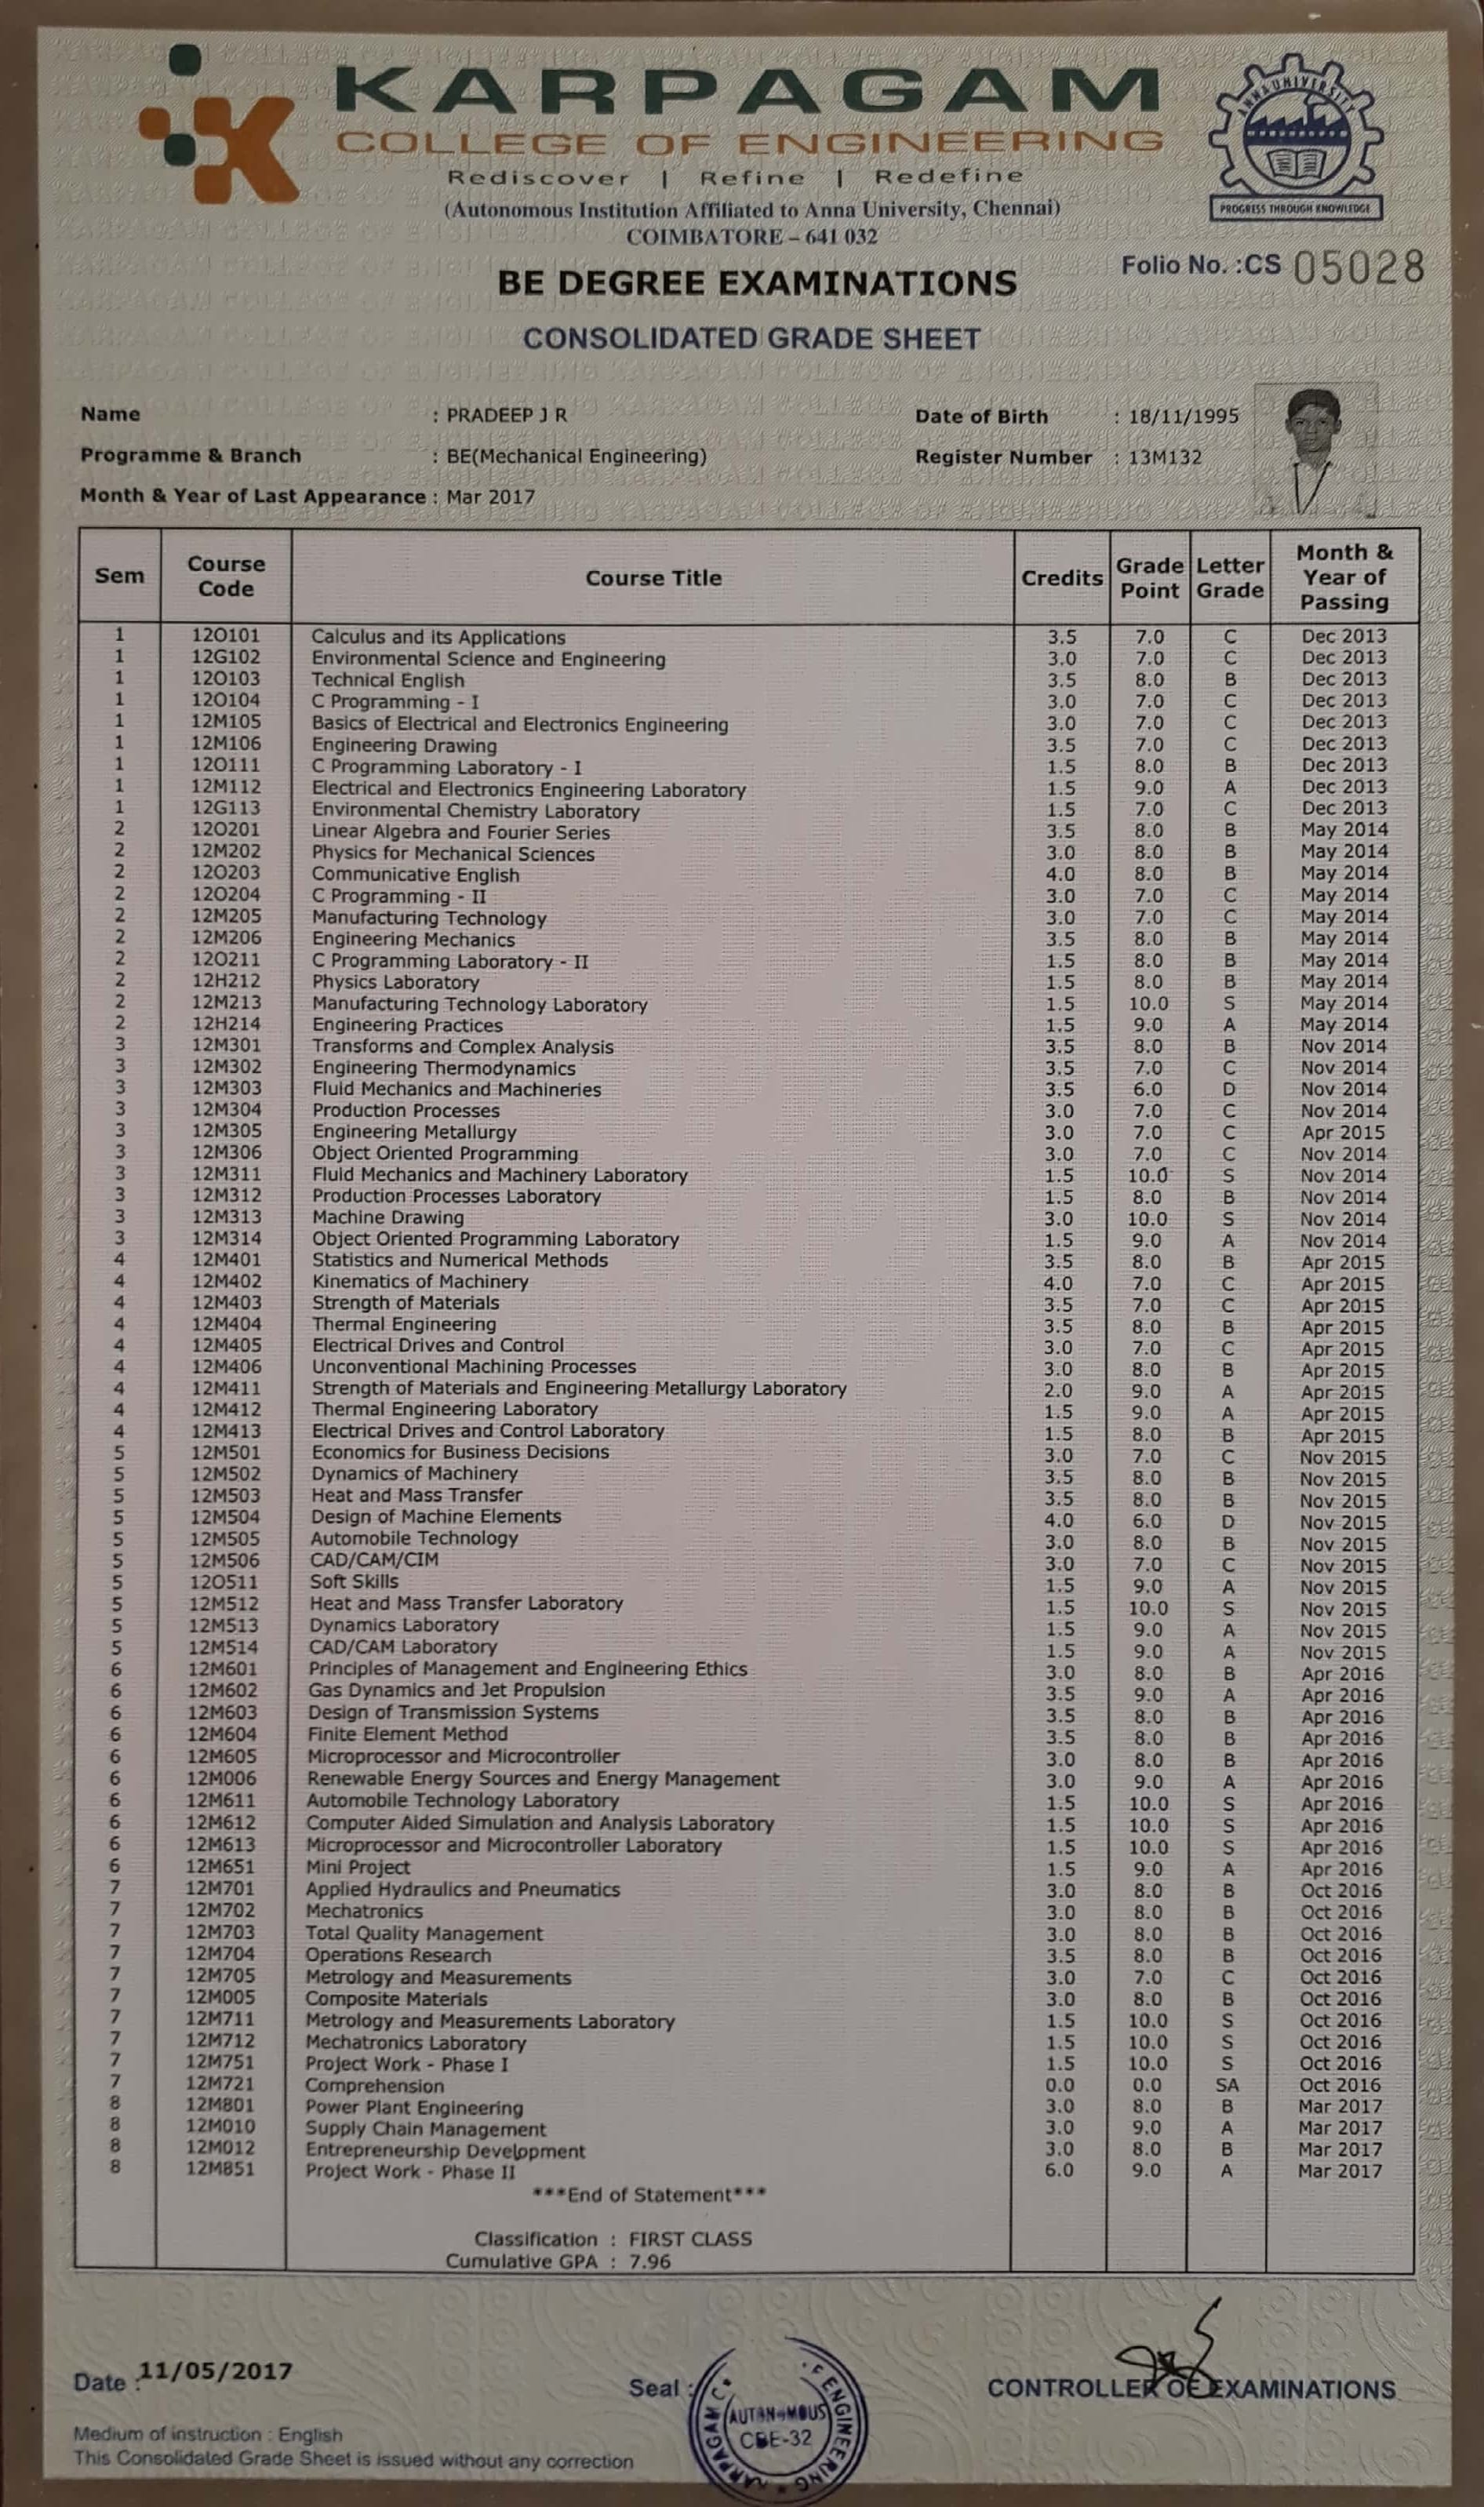 KARPAGAM
COLLEGE OF ENGINEERING
Rediscover | Refine | Redefine
(Autonomous Institution Affiliated to Anna University, Chennai)
COIMBATORE – 641 032
ANNA UNIVERSITY
PROGRESS THROUGH KNOWLEDGE
Folio No. :CS 05028
BE DEGREE EXAMINATIONS
CONSOLIDATED GRADE SHEET
Name : PRADEEP J R Date of Birth : 18/11/1995
Programme & Branch : BE(Mechanical Engineering) Register Number : 13M132
Month & Year of Last Appearance : Mar 2017
Sem Course Code Course Title Credits Grade Point Letter Grade Month & Year of Passing
1 12O101 Calculus and its Applications 3.5 7.0 C Dec 2013
1 12G102 Environmental Science and Engineering 3.0 7.0 C Dec 2013
1 12O103 Technical English 3.5 8.0 B Dec 2013
1 12O104 C Programming - I 3.0 7.0 C Dec 2013
1 12M105 Basics of Electrical and Electronics Engineering 3.0 7.0 C Dec 2013
1 12M106 Engineering Drawing 3.5 7.0 C Dec 2013
1 12O111 C Programming Laboratory - I 1.5 8.0 B Dec 2013
1 12M112 Electrical and Electronics Engineering Laboratory 1.5 9.0 A Dec 2013
1 12G113 Environmental Chemistry Laboratory 1.5 7.0 C Dec 2013
2 12O201 Linear Algebra and Fourier Series 3.5 8.0 B May 2014
2 12M202 Physics for Mechanical Sciences 3.0 8.0 B May 2014
2 12O203 Communicative English 4.0 8.0 B May 2014
2 12O204 C Programming - II 3.0 7.0 C May 2014
2 12M205 Manufacturing Technology 3.0 7.0 C May 2014
2 12M206 Engineering Mechanics 3.5 8.0 B May 2014
2 12O211 C Programming Laboratory - II 1.5 8.0 B May 2014
2 12H212 Physics Laboratory 1.5 8.0 B May 2014
2 12M213 Manufacturing Technology Laboratory 1.5 10.0 S May 2014
2 12H214 Engineering Practices 1.5 9.0 A May 2014
3 12M301 Transforms and Complex Analysis 3.5 8.0 B Nov 2014
3 12M302 Engineering Thermodynamics 3.5 7.0 C Nov 2014
3 12M303 Fluid Mechanics and Machineries 3.5 6.0 D Nov 2014
3 12M304 Production Processes 3.0 7.0 C Nov 2014
3 12M305 Engineering Metallurgy 3.0 7.0 C Apr 2015
3 12M306 Object Oriented Programming 3.0 7.0 C Nov 2014
3 12M311 Fluid Mechanics and Machinery Laboratory 1.5 10.0 S Nov 2014
3 12M312 Production Processes Laboratory 1.5 8.0 B Nov 2014
3 12M313 Machine Drawing 3.0 10.0 S Nov 2014
3 12M314 Object Oriented Programming Laboratory 1.5 9.0 A Nov 2014
4 12M401 Statistics and Numerical Methods 3.5 8.0 B Apr 2015
4 12M402 Kinematics of Machinery 4.0 7.0 C Apr 2015
4 12M403 Strength of Materials 3.5 7.0 C Apr 2015
4 12M404 Thermal Engineering 3.5 8.0 B Apr 2015
4 12M405 Electrical Drives and Control 3.0 7.0 C Apr 2015
4 12M406 Unconventional Machining Processes 3.0 8.0 B Apr 2015
4 12M411 Strength of Materials and Engineering Metallurgy Laboratory 2.0 9.0 A Apr 2015
4 12M412 Thermal Engineering Laboratory 1.5 9.0 A Apr 2015
4 12M413 Electrical Drives and Control Laboratory 1.5 8.0 B Apr 2015
5 12M501 Economics for Business Decisions 3.0 7.0 C Nov 2015
5 12M502 Dynamics of Machinery 3.5 8.0 B Nov 2015
5 12M503 Heat and Mass Transfer 3.5 8.0 B Nov 2015
5 12M504 Design of Machine Elements 4.0 6.0 D Nov 2015
5 12M505 Automobile Technology 3.0 8.0 B Nov 2015
5 12M506 CAD/CAM/CIM 3.0 7.0 C Nov 2015
5 12O511 Soft Skills 1.5 9.0 A Nov 2015
5 12M512 Heat and Mass Transfer Laboratory 1.5 10.0 S Nov 2015
5 12M513 Dynamics Laboratory 1.5 9.0 A Nov 2015
5 12M514 CAD/CAM Laboratory 1.5 9.0 A Nov 2015
6 12M601 Principles of Management and Engineering Ethics 3.0 8.0 B Apr 2016
6 12M602 Gas Dynamics and Jet Propulsion 3.5 9.0 A Apr 2016
6 12M603 Design of Transmission Systems 3.5 8.0 B Apr 2016
6 12M604 Finite Element Method 3.5 8.0 B Apr 2016
6 12M605 Microprocessor and Microcontroller 3.0 8.0 B Apr 2016
6 12M006 Renewable Energy Sources and Energy Management 3.0 9.0 A Apr 2016
6 12M611 Automobile Technology Laboratory 1.5 10.0 S Apr 2016
6 12M612 Computer Aided Simulation and Analysis Laboratory 1.5 10.0 S Apr 2016
6 12M613 Microprocessor and Microcontroller Laboratory 1.5 10.0 S Apr 2016
6 12M651 Mini Project 1.5 9.0 A Apr 2016
7 12M701 Applied Hydraulics and Pneumatics 3.0 8.0 B Oct 2016
7 12M702 Mechatronics 3.0 8.0 B Oct 2016
7 12M703 Total Quality Management 3.0 8.0 B Oct 2016
7 12M704 Operations Research 3.5 8.0 B Oct 2016
7 12M705 Metrology and Measurements 3.0 7.0 C Oct 2016
7 12M005 Composite Materials 3.0 8.0 B Oct 2016
7 12M711 Metrology and Measurements Laboratory 1.5 10.0 S Oct 2016
7 12M712 Mechatronics Laboratory 1.5 10.0 S Oct 2016
7 12M751 Project Work - Phase I 1.5 10.0 S Oct 2016
7 12M721 Comprehension 0.0 0.0 SA Oct 2016
8 12M801 Power Plant Engineering 3.0 8.0 B Mar 2017
8 12M010 Supply Chain Management 3.0 9.0 A Mar 2017
8 12M012 Entrepreneurship Development 3.0 8.0 B Mar 2017
8 12M851 Project Work - Phase II 6.0 9.0 A Mar 2017
***End of Statement***
Classification : FIRST CLASS
Cumulative GPA : 7.96
Date : 11/05/2017
Seal :
AUTONOMOUS
CBE-32
CONTROLLER OF EXAMINATIONS
Medium of instruction : English
This Consolidated Grade Sheet is issued without any correction